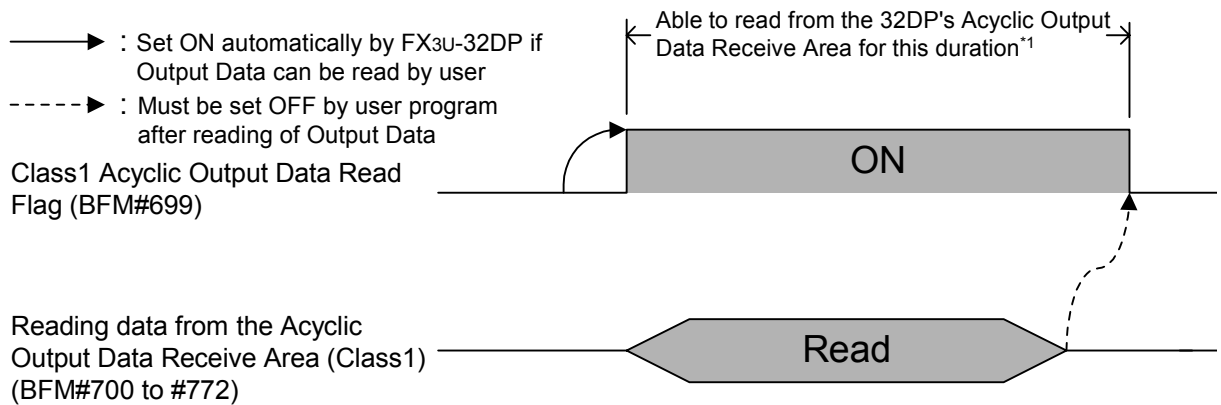 : Set ON automatically by FX3U-32DP if
Output Data can be read by user
: Must be set OFF by user program
after reading of Output Data
Able to read from the 32DP's Acyclic Output
Data Receive Area for this duration*1
Class1 Acyclic Output Data Read
Flag (BFM#699)
ON
Reading data from the Acyclic
Output Data Receive Area (Class1)
(BFM#700 to #772)
Read